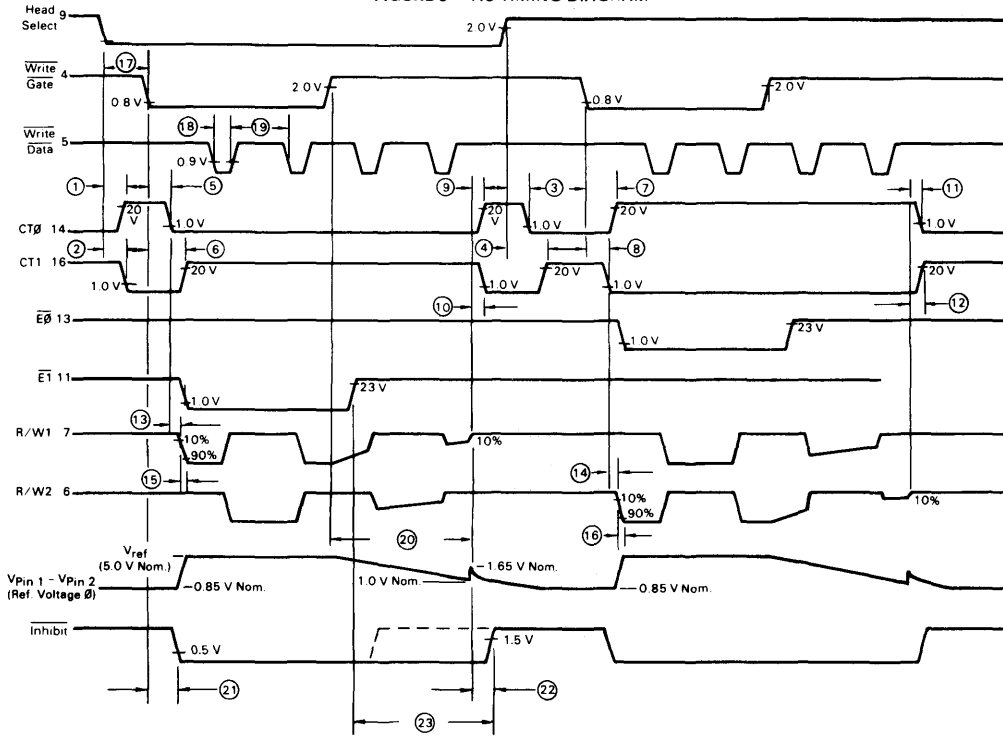 Head 9
Select
2.0 V
17
Write 4
Gate
0.8 V
2.0 V
0.8 V
2.0 V
18
19
Write 5
Data
0.9 V
1
5
9
3
7
11
20
V
1.0 V
20
V
1.0 V
20 V
1.0 V
CTØ 14
2
6
4
8
CT1 16
1.0 V
20 V
1.0 V
20 V
1.0 V
20 V
10
12
EØ 13
1.0 V
23 V
E1 11
1.0 V
23 V
13
R/W1 7
10%
90%
10%
15
14
R/W2 6
10%
90%
10%
16
20
Vref
(5.0 V Nom.)
1.65 V Nom.
1.0 V Nom.
VPin 1 - VPin 2
(Ref. Voltage Ø)
0.85 V Nom.
0.85 V Nom.
Inhibit
0.5 V
1.5 V
21
22
23